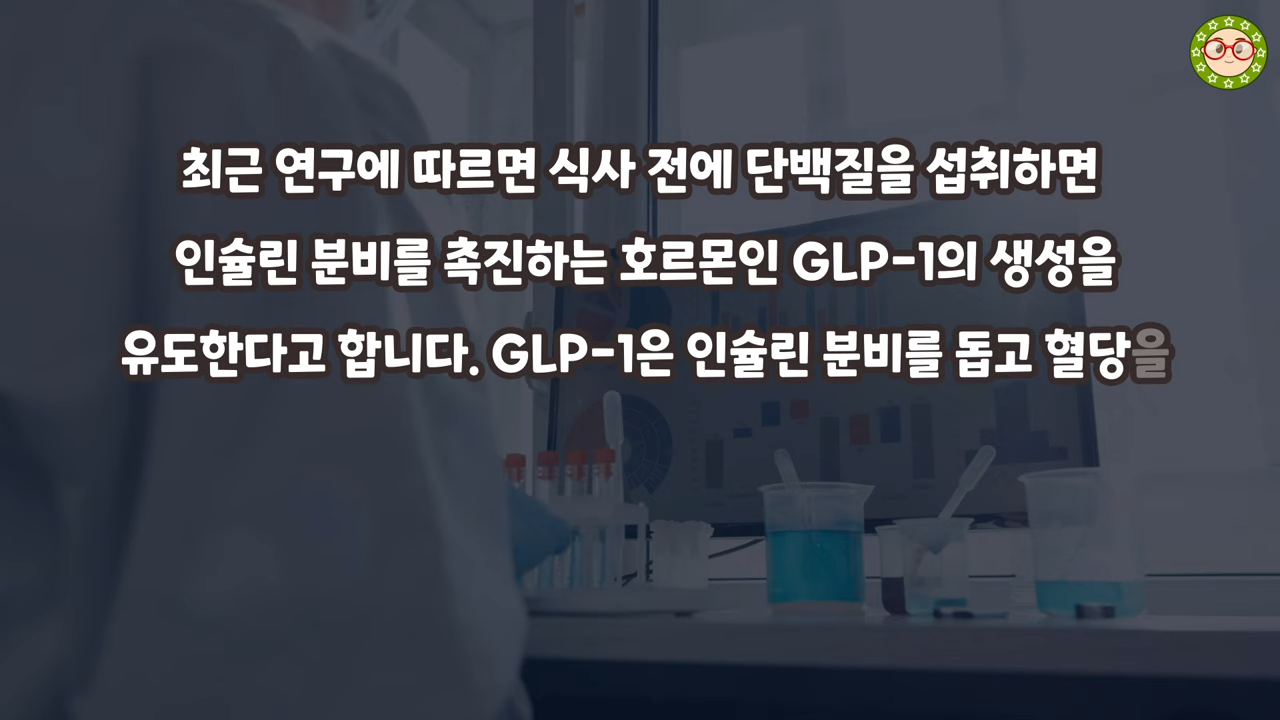 최근 연구에 따르면 식사 전에 단백질을 섭취하면
인슐린 분비를 촉진하는 호르몬인 GLP-1의 생성을
유도한다고 합니다. GLP-1은 인슐린 분비를 돕고 혈당을